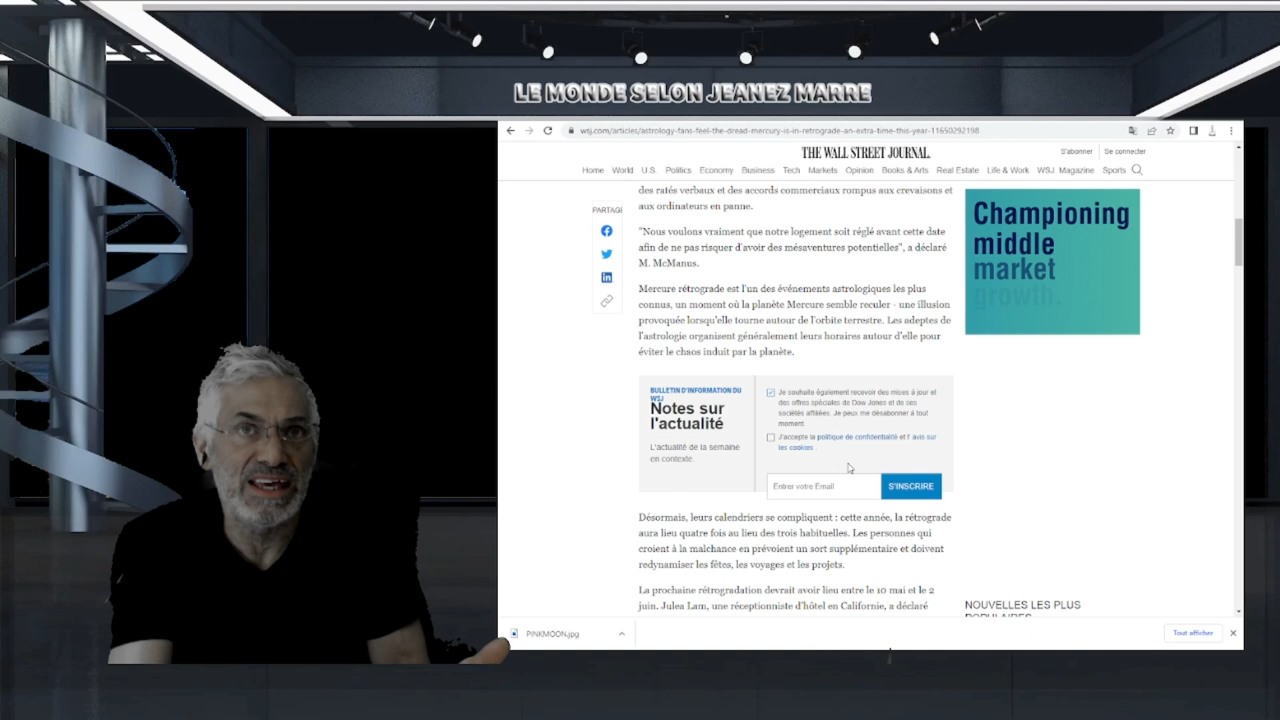 LE MONDE SELON JEANEZ MARRE
wsj.com/articles/astrology-fans-feel-the-dread-mercury-is-in-retrograde-an-extra-time-this-year-11650292198
THE WALL STREET JOURNAL.
S'abonner
Se connecter
Home World U.S. Politics Economy Business Tech Markets Opinion Books & Arts Real Estate Life & Work WSJ. Magazine Sports
PARTAG
des ratés verbaux et des accords commerciaux rompus aux crevaisons et
aux ordinateurs en panne.
"Nous voulons vraiment que notre logement soit réglé avant cette date
afin de ne pas risquer d'avoir des mésaventures potentielles", a déclaré
M. McManus.
Mercure rétrograde est l'un des événements astrologiques les plus
connus, un moment où la planète Mercure semble reculer - une illusion
provoquée lorsqu'elle tourne autour de l'orbite terrestre. Les adeptes de
l'astrologie organisent généralement leurs horaires autour d'elle pour
éviter le chaos induit par la planète.
BULLETIN D'INFORMATION DU
WSJ
Notes sur
l'actualité
L'actualité de la semaine
en contexte.
Je souhaite également recevoir des mises à jour et
des offres spéciales de Dow Jones et de ses
sociétés affiliées. Je peux me désabonner à tout
moment.
J'accepte la politique de confidentialité et l' avis sur
les cookies .
Entrer votre Email
S'INSCRIRE
Désormais, leurs calendriers se compliquent : cette année, la rétrograde
aura lieu quatre fois au lieu des trois habituelles. Les personnes qui
croient à la malchance en prévoient un sort supplémentaire et doivent
redynamiser les fêtes, les voyages et les projets.
La prochaine rétrogradation devrait avoir lieu entre le 10 mai et le 2
juin. Julea Lam, une réceptionniste d'hôtel en Californie, a déclaré
Championing
middle
market
growth.
NOUVELLES LES PLUS
POPULAIRES
PINKMOON.jpg
Tout afficher